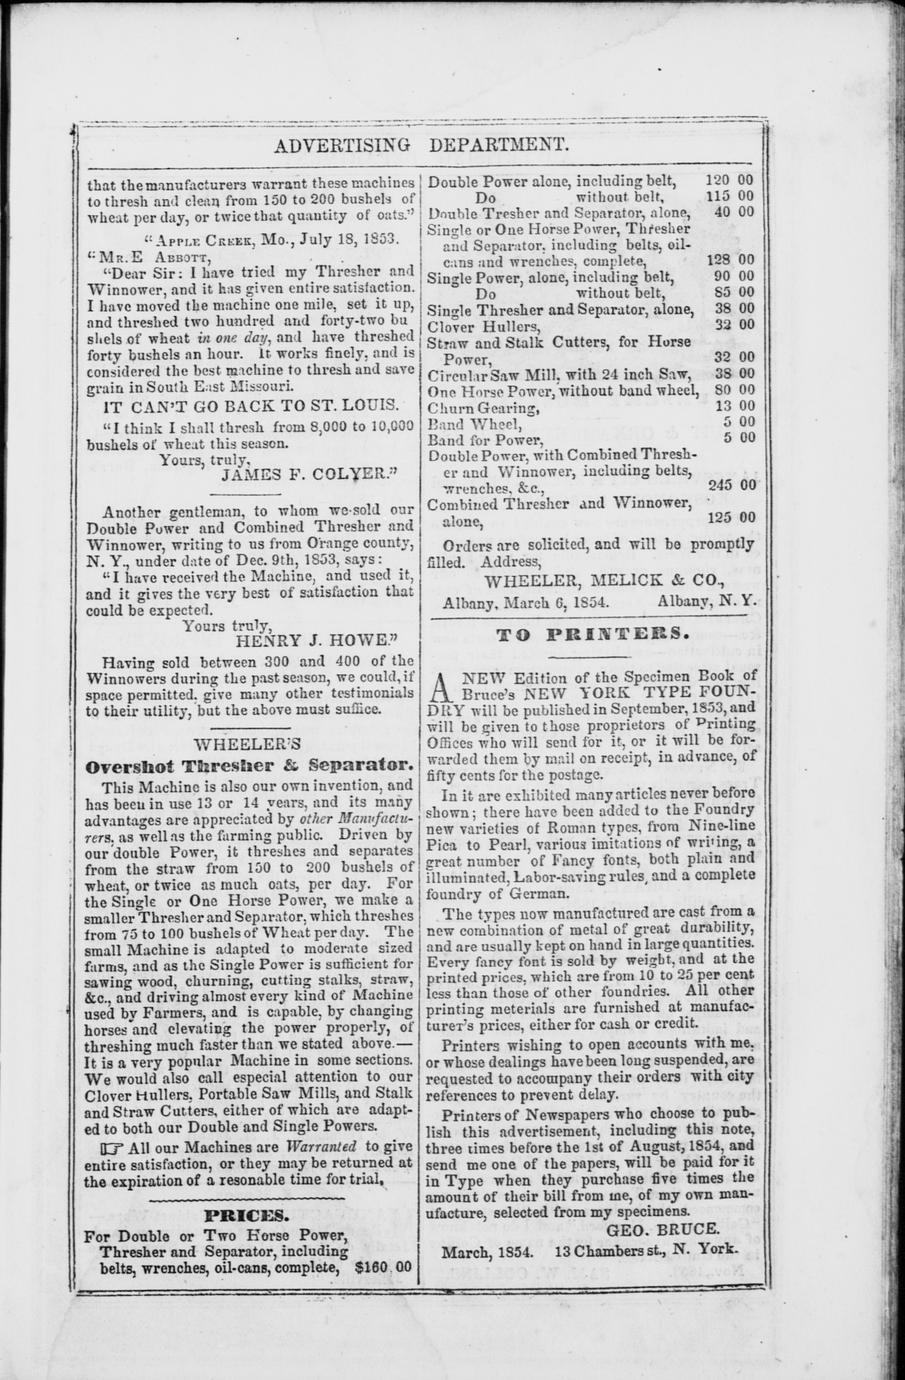 ADVERTISING DEPARTMENT.
that the manufacturers warrant these machines
to thresh and clean from 150 to 200 bushels of
wheat per day, or twice that quantity of oats."
"APPLE CREEK, Mo., July 18, 1853.
"MR. E ABBOTT,
"Dear Sir: I have tried my Thresher and
Winnower, and it has given entire satisfaction.
I have moved the machine one mile, set it up,
and threshed two hundred and forty-two bu
shels of wheat in one day, and have threshed
forty bushels an hour. It works finely, and is
considered the best machine to thresh and save
grain in South East Missouri.
IT CAN'T GO BACK TO ST. LOUIS.
"I think I shall thresh from 8,000 to 10,000
bushels of wheat this season.
Yours, truly,
JAMES F. COLYER."
Another gentleman, to whom we sold our
Double Power and Combined Thresher and
Winnower, writing to us from Orange county,
N. Y., under date of Dec. 9th, 1853, says:
"I have received the Machine, and used it,
and it gives the very best of satisfaction that
could be expected.
Yours truly,
HENRY J. HOWE."
Having sold between 300 and 400 of the
Winnowers during the past season, we could, if
space permitted, give many other testimonials
to their utility, but the above must suffice.
WHEELER'S
Overshot Thresher & Separator.
This Machine is also our own invention, and
has been in use 13 or 14 years, and its many
advantages are appreciated by other Manufactu-
rers, as well as the farming public. Driven by
our double Power, it threshes and separates
from the straw from 150 to 200 bushels of
wheat, or twice as much oats, per day. For
the Single or One Horse Power, we make a
smaller Thresher and Separator, which threshes
from 75 to 100 bushels of Wheat per day. The
small Machine is adapted to moderate sized
farms, and as the Single Power is sufficient for
sawing wood, churning, cutting stalks, straw,
&c., and driving almost every kind of Machine
used by Farmers, and is capable, by changing
horses and elevating the power properly, of
threshing much faster than we stated above.—
It is a very popular Machine in some sections.
We would also call especial attention to our
Clover Hullers, Portable Saw Mills, and Stalk
and Straw Cutters, either of which are adapt-
ed to both our Double and Single Powers.
☞ All our Machines are Warranted to give
entire satisfaction, or they may be returned at
the expiration of a resonable time for trial.
PRICES.
For Double or Two Horse Power,
Thresher and Separator, including
belts, wrenches, oil-cans, complete, $160 00
Double Power alone, including belt, 120 00
Do without belt, 115 00
Double Tresher and Separator, alone, 40 00
Single or One Horse Power, Thresher
and Separator, including belts, oil-
cans and wrenches, complete, 128 00
Single Power, alone, including belt, 90 00
Do without belt, 85 00
Single Thresher and Separator, alone, 38 00
Clover Hullers, 32 00
Straw and Stalk Cutters, for Horse
Power, 32 00
Circular Saw Mill, with 24 inch Saw, 38 00
One Horse Power, without band wheel, 80 00
Churn Gearing, 13 00
Band Wheel, 5 00
Band for Power, 5 00
Double Power, with Combined Thresh-
er and Winnower, including belts,
wrenches, &c., 245 00
Combined Thresher and Winnower,
alone, 125 00
Orders are solicited, and will be promptly
filled. Address,
WHEELER, MELICK & CO.,
Albany, March 6, 1854. Albany, N. Y.
TO PRINTERS.
A NEW Edition of the Specimen Book of
Bruce's NEW YORK TYPE FOUN-
DRY will be published in September, 1853, and
will be given to those proprietors of Printing
Offices who will send for it, or it will be for-
warded them by mail on receipt, in advance, of
fifty cents for the postage.
In it are exhibited many articles never before
shown; there have been added to the Foundry
new varieties of Roman types, from Nine-line
Pica to Pearl, various imitations of writing, a
great number of Fancy fonts, both plain and
illuminated, Labor-saving rules, and a complete
foundry of German.
The types now manufactured are cast from a
new combination of metal of great durability,
and are usually kept on hand in large quantities.
Every fancy font is sold by weight, and at the
printed prices, which are from 10 to 25 per cent
less than those of other foundries. All other
printing meterials are furnished at manufac-
turer's prices, either for cash or credit.
Printers wishing to open accounts with me,
or whose dealings have been long suspended, are
requested to accompany their orders with city
references to prevent delay.
Printers of Newspapers who choose to pub-
lish this advertisement, including this note,
three times before the 1st of August, 1854, and
send me one of the papers, will be paid for it
in Type when they purchase five times the
amount of their bill from me, of my own man-
ufacture, selected from my specimens.
GEO. BRUCE.
March, 1854. 13 Chambers st., N. York.